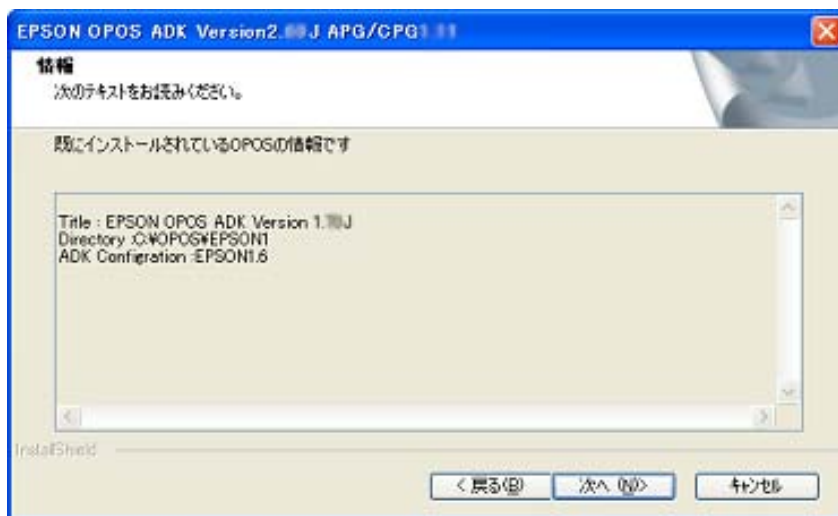 EPSON OPOS ADK Version2. J APG/CPG
情報
次のテキストをお読みください。
既にインストールされているOPOSの情報です
Title : EPSON OPOS ADK Version 1. J
Directory :C:¥OPOS¥EPSON1
ADK Configration :EPSON1.6
InstallShield
< 戻る(B)
次へ (N)>
キャンセル